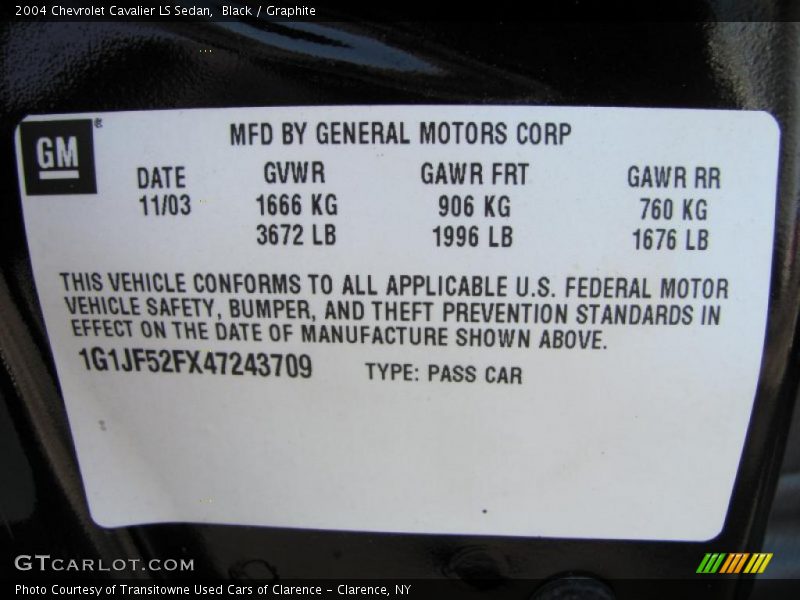 2004 Chevrolet Cavalier LS Sedan, Black / Graphite
GM
MFD BY GENERAL MOTORS CORP
DATE GVWR GAWR FRT GAWR RR
11/03 1666 KG 906 KG 760 KG
3672 LB 1996 LB 1676 LB
THIS VEHICLE CONFORMS TO ALL APPLICABLE U.S. FEDERAL MOTOR
VEHICLE SAFETY, BUMPER, AND THEFT PREVENTION STANDARDS IN
EFFECT ON THE DATE OF MANUFACTURE SHOWN ABOVE.
1G1JF52FX47243709 TYPE: PASS CAR
GTCARLOT.COM
Photo Courtesy of Transitowne Used Cars of Clarence - Clarence, NY